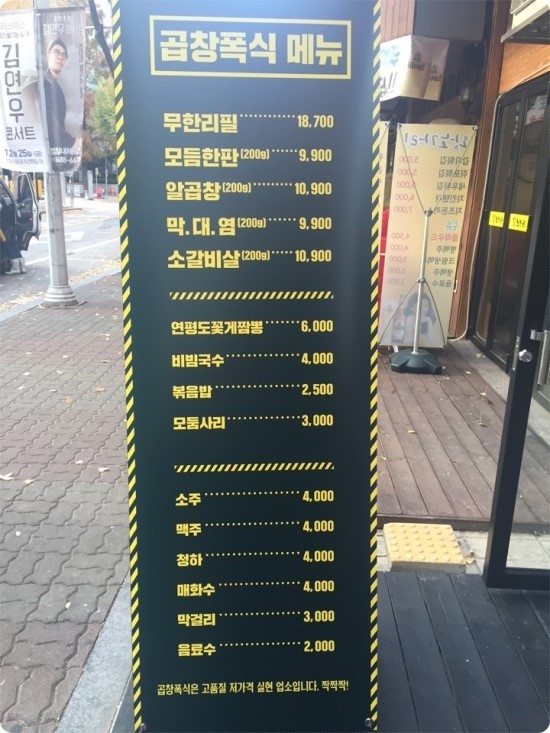 곱창폭식 메뉴
무한리필 18,700
모듬한판(200g) 9,900
알곱창(200g) 10,900
막.대.염(200g) 9,900
소갈비살(200g) 10,900
연평도꽃게짬뽕 6,000
비빔국수 4,000
볶음밥 2,500
모둠사리 3,000
소주 4,000
맥주 4,000
청하 4,000
매화수 4,000
막걸리 3,000
음료수 2,000
곱창폭식은 고품질 저가격 실현 업소입니다. 짝짝짝!
김연우
콘서트